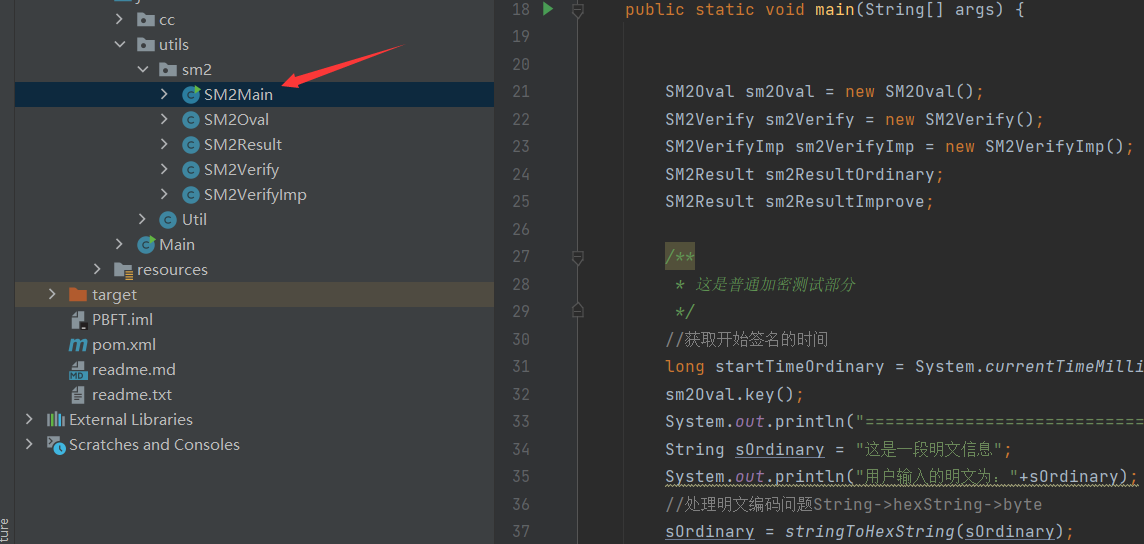 cc
utils
sm2
SM2Main
SM2Oval
SM2Result
SM2Verify
SM2VerifyImp
Util
Main
resources
target
PBFT.iml
pom.xml
readme.md
readme.txt
External Libraries
Scratches and Consoles
ture
18 public static void main(String[] args) {
19
20
21 SM2Oval sm2Oval = new SM2Oval();
22 SM2Verify sm2Verify = new SM2Verify();
23 SM2VerifyImp sm2VerifyImp = new SM2VerifyImp();
24 SM2Result sm2ResultOrdinary;
25 SM2Result sm2ResultImprove;
26
27 /**
28 * 这是普通加密测试部分
29 */
30 //获取开始签名的时间
31 long startTimeOrdinary = System.currentTimeMilli
32 sm2Oval.key();
33 System.out.println("============================
34 String sOrdinary = "这是一段明文信息";
35 System.out.println("用户输入的明文为："+sOrdinary);
36 //处理明文编码问题String->hexString->byte
37 sOrdinary = stringToHexString(sOrdinary);